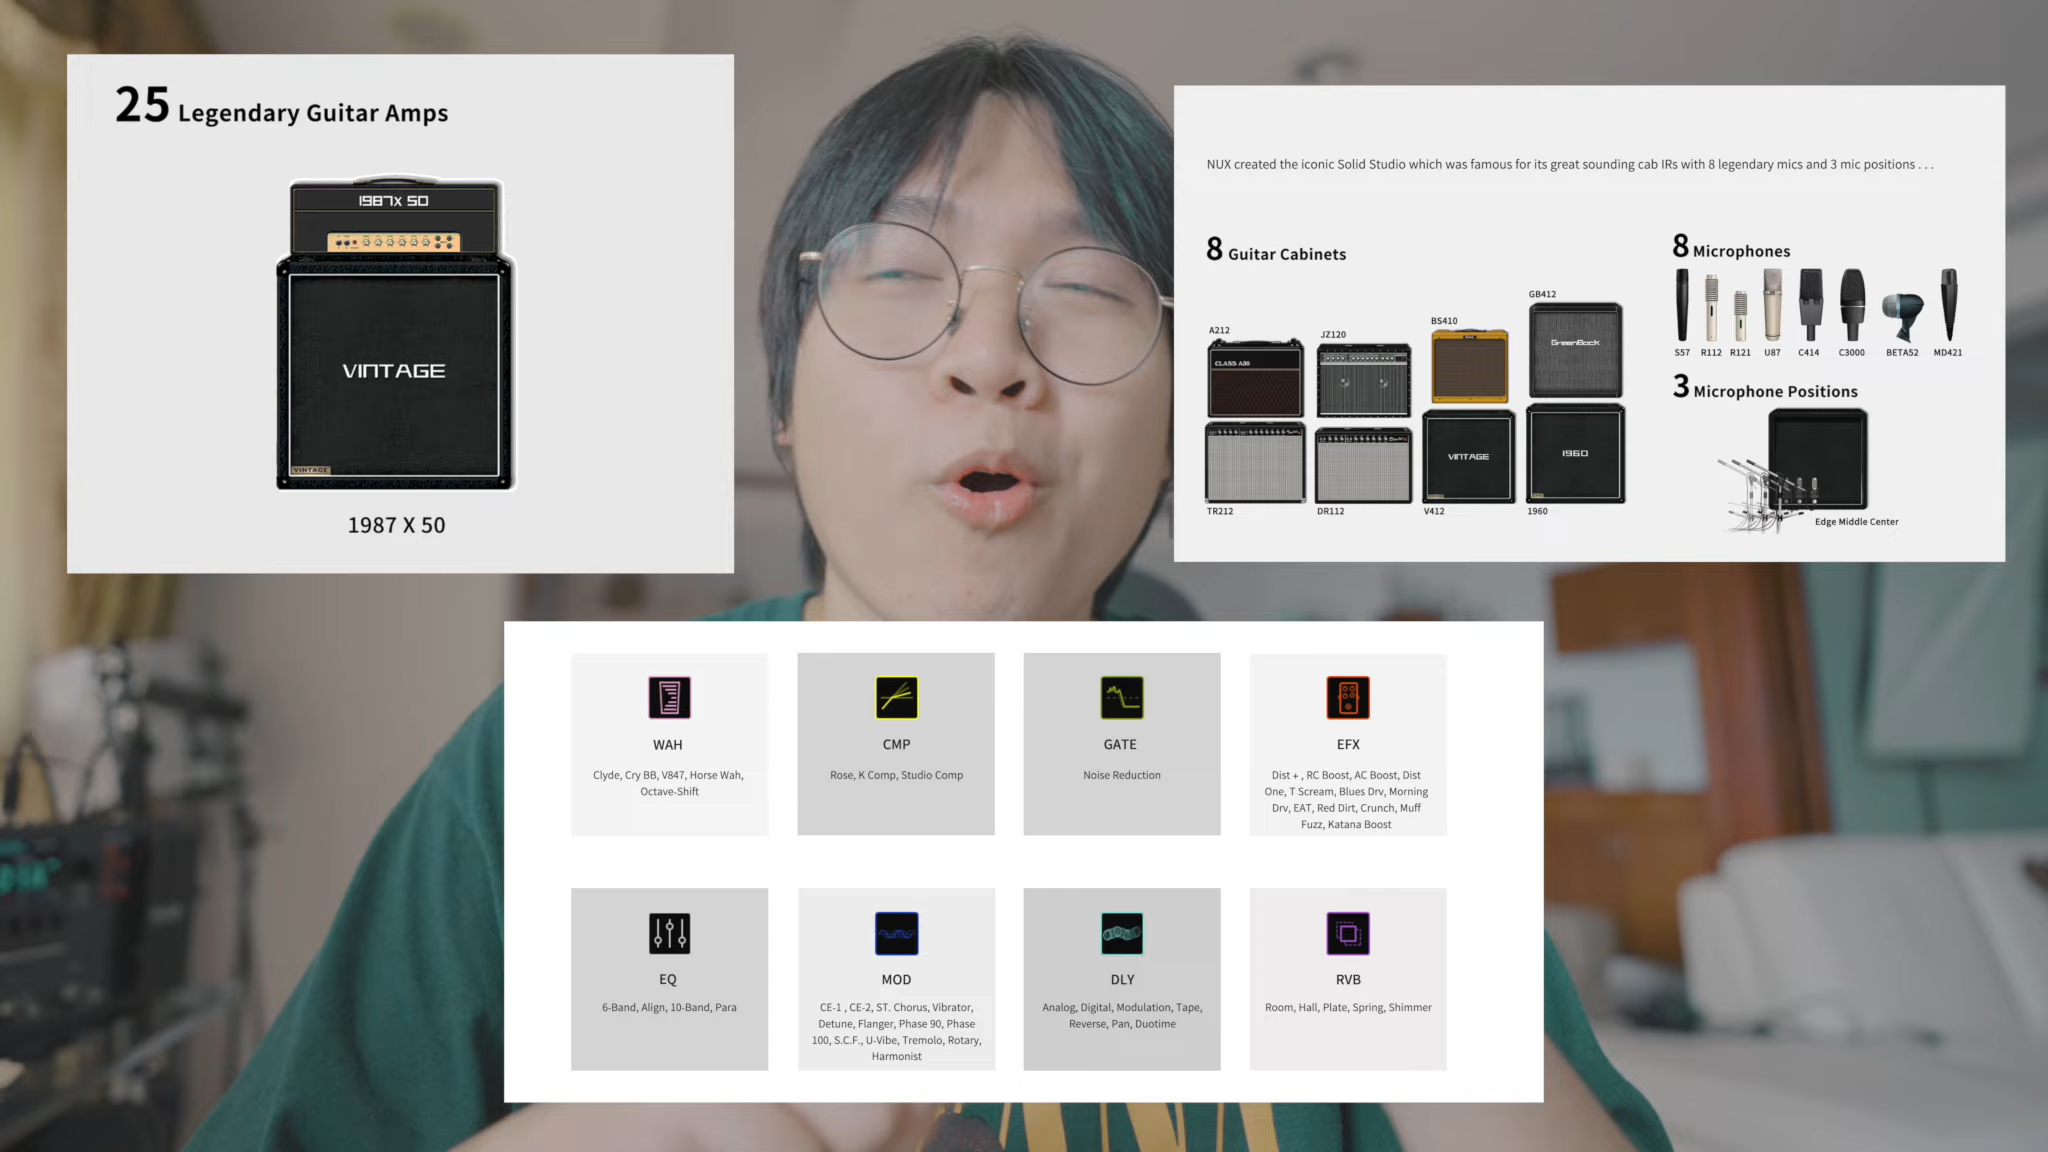 25 Legendary Guitar Amps
1987x 50
VINTAGE
VINTAGE
1987 X 50
NUX created the iconic Solid Studio which was famous for its great sounding cab IRs with 8 legendary mics and 3 mic positions . . .
8 Guitar Cabinets
A212
JZ120
BS410
GB412
CLASS A30
GreenBack
VINTAGE
1960
TR212
DR112
V412
1960
8 Microphones
S57 R112 R121 U87 C414 C3000 BETA52 MD421
3 Microphone Positions
Edge Middle Center
WAH
Clyde, Cry BB, V847, Horse Wah,
Octave-Shift
CMP
Rose, K Comp, Studio Comp
GATE
Noise Reduction
EFX
Dist + , RC Boost, AC Boost, Dist
One, T Scream, Blues Drv, Morning
Drv, EAT, Red Dirt, Crunch, Muff
Fuzz, Katana Boost
EQ
6-Band, Align, 10-Band, Para
MOD
CE-1 , CE-2, ST. Chorus, Vibrator,
Detune, Flanger, Phase 90, Phase
100, S.C.F., U-Vibe, Tremolo, Rotary,
Harmonist
DLY
Analog, Digital, Modulation, Tape,
Reverse, Pan, Duotime
RVB
Room, Hall, Plate, Spring, Shimmer